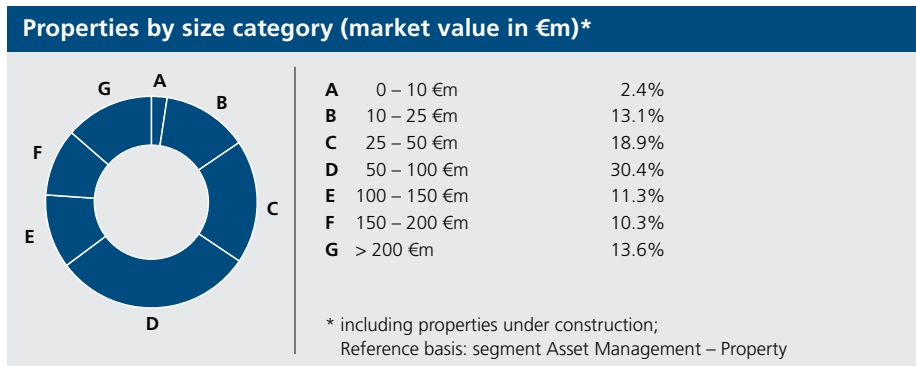 Properties by size category (market value in €m)*
A
B
C
D
E
F
G
A 0 – 10 €m 2.4%
B 10 – 25 €m 13.1%
C 25 – 50 €m 18.9%
D 50 – 100 €m 30.4%
E 100 – 150 €m 11.3%
F 150 – 200 €m 10.3%
G > 200 €m 13.6%
* including properties under construction;
Reference basis: segment Asset Management – Property